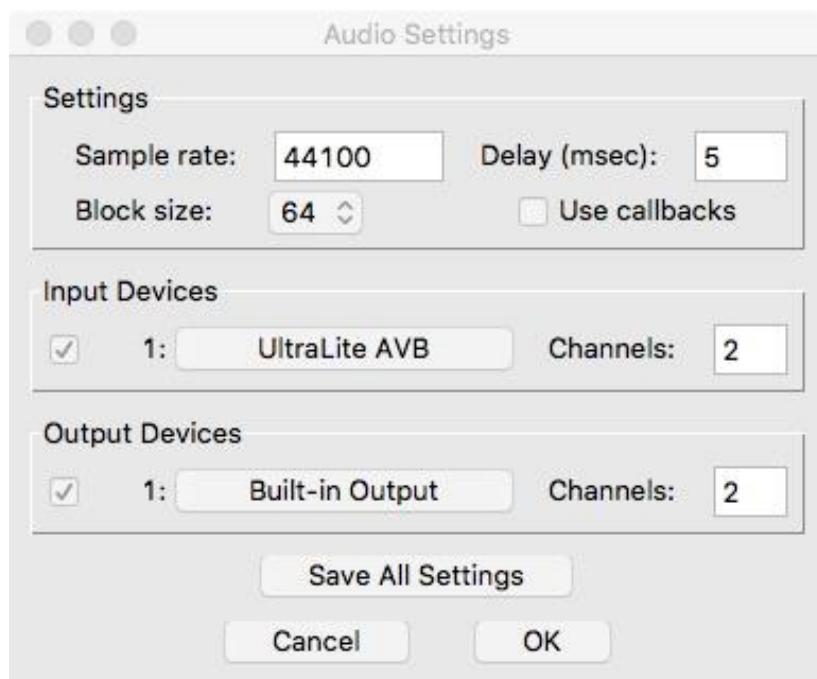 Audio Settings
Settings
Sample rate: 44100 Delay (msec): 5
Block size: 64 Use callbacks
Input Devices
1: UltraLite AVB Channels: 2
Output Devices
1: Built-in Output Channels: 2
Save All Settings
Cancel OK